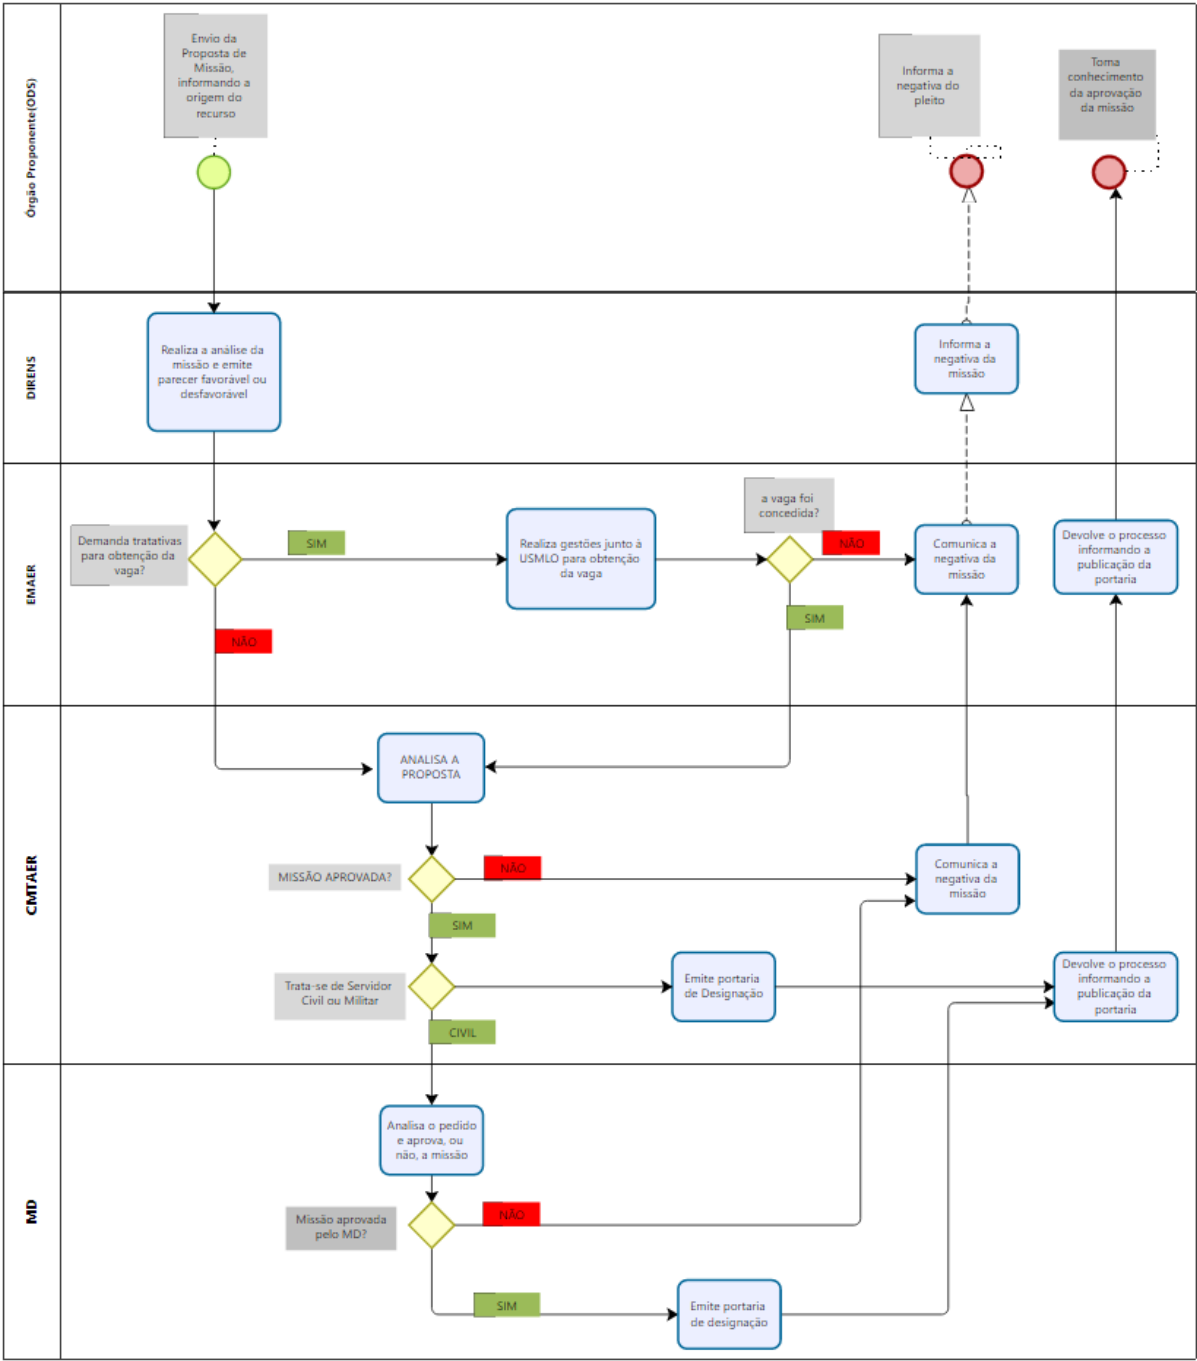 Órgão Proponente(ODS)
Envio da
Proposta de
Missão,
informando a
origem do
recurso
Informa a
negativa do
pleito
Toma
conhecimento
da aprovação
da missão
DIRENS
Realiza a análise da
missão e emite
parecer favorável ou
desfavorável
Informa a
negativa da
missão
EMAER
Demanda tratativas
para obtenção da
vaga?
SIM
NÃO
Realiza gestões junto à
USMLO para obtenção
da vaga
a vaga foi
concedida?
NÃO
SIM
Comunica a
negativa da
missão
Devolve o processo
informando a
publicação da
portaria
CMTAER
ANALISA A
PROPOSTA
MISSÃO APROVADA?
NÃO
SIM
Comunica a
negativa da
missão
Trata-se de Servidor
Civil ou Militar
CIVIL
Emite portaria
de Designação
Devolve o processo
informando a
publicação da
portaria
MD
Analisa o pedido
e aprova, ou
não, a missão
Missão aprovada
pelo MD?
NÃO
SIM
Emite portaria
de designação